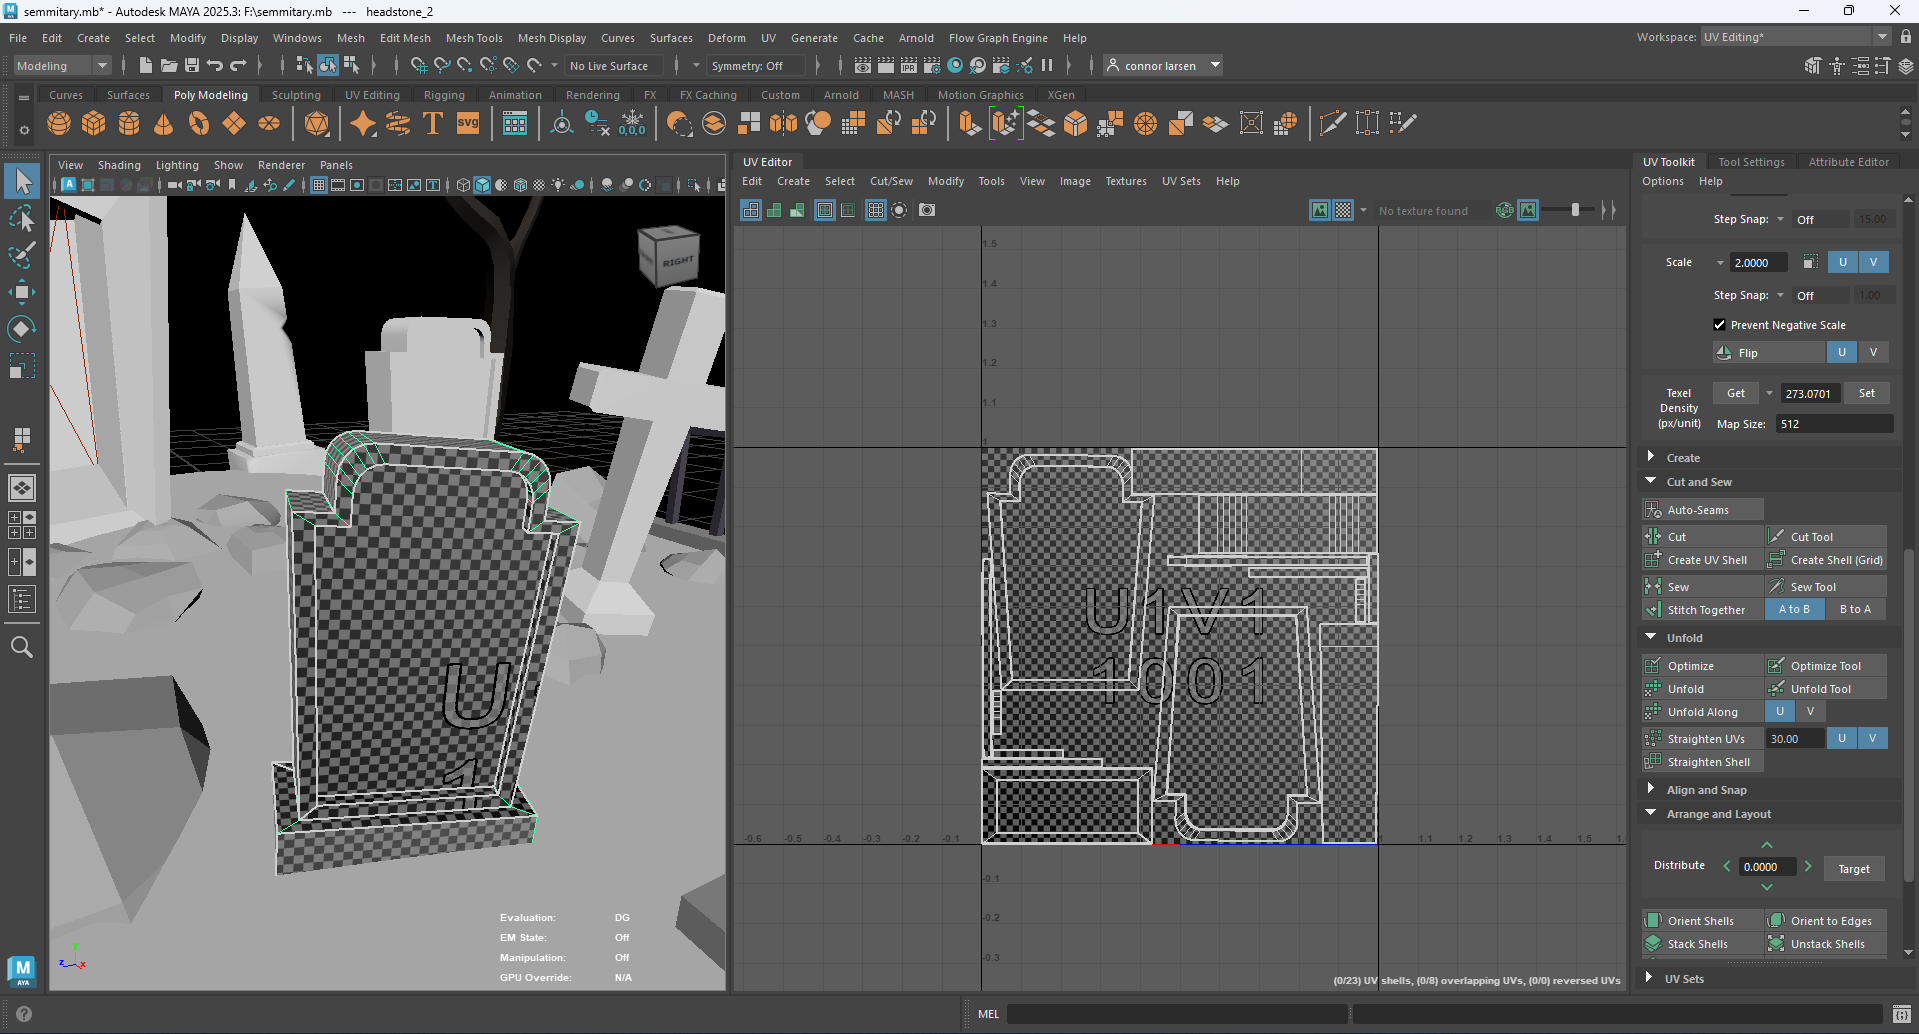 semmitary.mb* - Autodesk MAYA 2025.3: F:\semmitary.mb --- headstone_2
File Edit Create Select Modify Display Windows Mesh Edit Mesh Mesh Tools Mesh Display Curves Surfaces Deform UV Generate Cache Arnold Flow Graph Engine Help
Workspace: UV Editing*
Modeling
No Live Surface
Symmetry: Off
connor larsen
IPR
Curves Surfaces Poly Modeling Sculpting UV Editing Rigging Animation Rendering FX FX Caching Custom Arnold MASH Motion Graphics XGen
T
SVG
0,0,0
View Shading Lighting Show Renderer Panels
RIGHT
U
1
Evaluation: DG
EM State: Off
Manipulation: Off
GPU Override: N/A
y
z
x
M
AYA
UV Editor
Edit Create Select Cut/Sew Modify Tools View Image Textures UV Sets Help
No texture found
RGB
1.5
1.4
1.3
1.2
1.1
1
U1V1
1001
-0.6 -0.5 -0.4 -0.3 -0.2 -0.1
1 1.1 1.2 1.3 1.4 1.5 1.
-0.1
-0.2
-0.3
(0/23) UV shells, (0/8) overlapping UVs, (0/0) reversed UVs
UV Toolkit Tool Settings Attribute Editor
Options Help
Step Snap: Off 15.00
Scale 2.0000 U V
Step Snap: Off 1.00
Prevent Negative Scale
Flip U V
Texel Density (px/unit)
Get 273.0701 Set
Map Size: 512
Create
Cut and Sew
Auto-Seams
Cut Cut Tool
Create UV Shell Create Shell (Grid)
Sew Sew Tool
Stitch Together A to B B to A
Unfold
Optimize Optimize Tool
Unfold Unfold Tool
Unfold Along U V
Straighten UVs 30.00 U V
Straighten Shell
Align and Snap
Arrange and Layout
Distribute 0.0000 Target
Orient Shells Orient to Edges
Stack Shells Unstack Shells
UV Sets
MEL